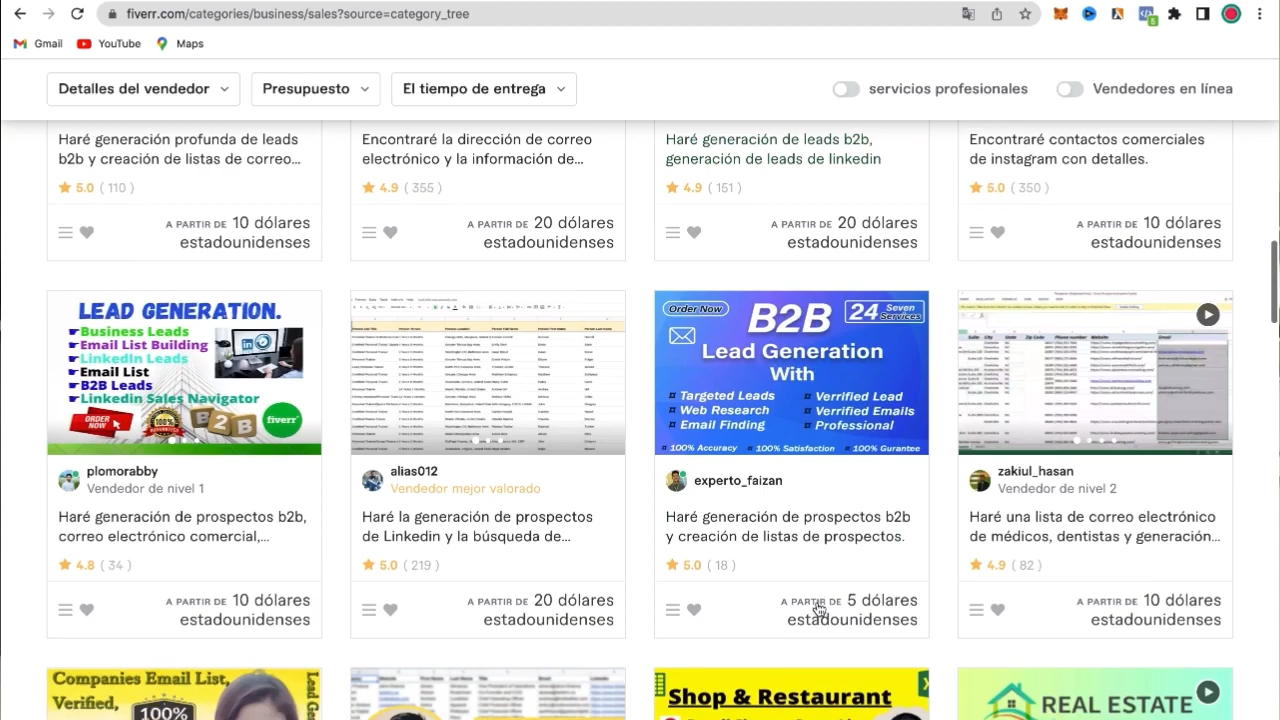 fiverr.com/categories/business/sales?source=category_tree
5
Gmail YouTube Maps
Detalles del vendedor Presupuesto El tiempo de entrega servicios profesionales Vendedores en línea
Haré generación profunda de leads
b2b y creación de listas de correo...
5.0 ( 110 )
A PARTIR DE 10 dólares
estadounidenses
Encontraré la dirección de correo
electrónico y la información de...
4.9 ( 355 )
A PARTIR DE 20 dólares
estadounidenses
Haré generación de leads b2b,
generación de leads de linkedin
4.9 ( 151 )
A PARTIR DE 20 dólares
estadounidenses
Encontraré contactos comerciales
de instagram con detalles.
5.0 ( 350 )
A PARTIR DE 10 dólares
estadounidenses
LEAD GENERATION
Business Leads
Email List Building
Linkedin Leads
Email List
B2B Leads
Linkedin Sales Navigator
ORDER
NOW
fiverr
plomorabby
Vendedor de nivel 1
Haré generación de prospectos b2b,
correo electrónico comercial,...
4.8 ( 34 )
A PARTIR DE 10 dólares
estadounidenses
alias012
Vendedor mejor valorado
Haré la generación de prospectos
de Linkedin y la búsqueda de...
5.0 ( 219 )
A PARTIR DE 20 dólares
estadounidenses
Order Now
B2B
24 Seven
Services
Lead Generation
With
Targeted Leads
Web Research
Email Finding
Verified Lead
Verified Emails
Professional
100% Accuracy 100% Satisfaction 100% Gurantee
experto_faizan
Haré generación de prospectos b2b
y creación de listas de prospectos.
5.0 ( 18 )
A PARTIR DE 5 dólares
estadounidenses
Suite City State Zip Code Phone number Website Email
zakiul_hasan
Vendedor de nivel 2
Haré una lista de correo electrónico
de médicos, dentistas y generación...
4.9 ( 82 )
A PARTIR DE 10 dólares
estadounidenses
Companies Email List,
100%
Shop &
REAL ESTATE